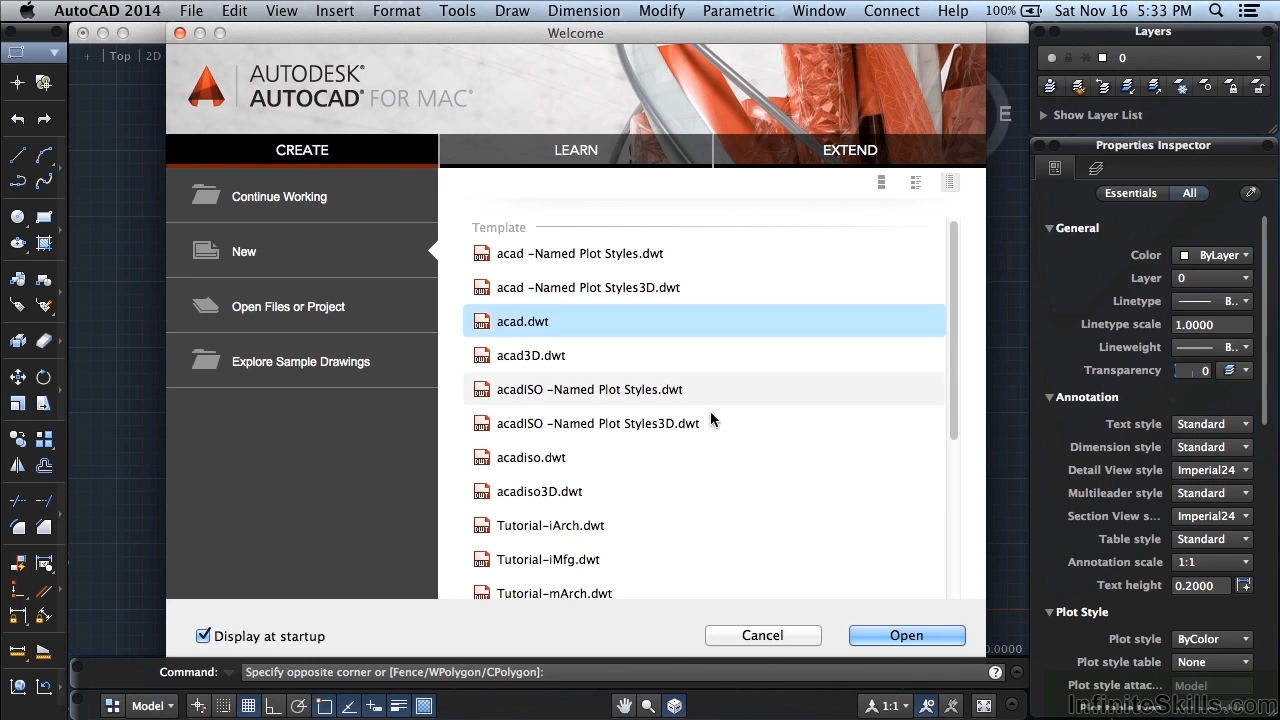 AutoCAD 2014 File Edit View Insert Format Tools Draw Dimension Modify Parametric Window Connect Help 100% Sat Nov 16 5:33 PM
Welcome
+ | Top | 2D
AUTODESK®
AUTOCAD® FOR MAC®
E
CREATE LEARN EXTEND
Continue Working
New
Open Files or Project
Explore Sample Drawings
Template
acad -Named Plot Styles.dwt
acad -Named Plot Styles3D.dwt
acad.dwt
acad3D.dwt
acadISO -Named Plot Styles.dwt
acadISO -Named Plot Styles3D.dwt
acadiso.dwt
acadiso3D.dwt
Tutorial-iArch.dwt
Tutorial-iMfg.dwt
Tutorial-mArch.dwt
Display at startup
Cancel Open
Layers
0
Show Layer List
Properties Inspector
Essentials All
General
Color ByLayer
Layer 0
Linetype B..
Linetype scale 1.0000
Lineweight B..
Transparency 0
Annotation
Text style Standard
Dimension style Standard
Detail View style Imperial24
Multileader style Standard
Section View s... Imperial24
Table style Standard
Annotation scale 1:1
Text height 0.2000
Plot Style
Plot style ByColor
Plot style table None
Plot style attac... Model
.0000
Command: Specify opposite corner or [Fence/WPolygon/CPolygon]:
Model
1:1
InfiniteSkills.com